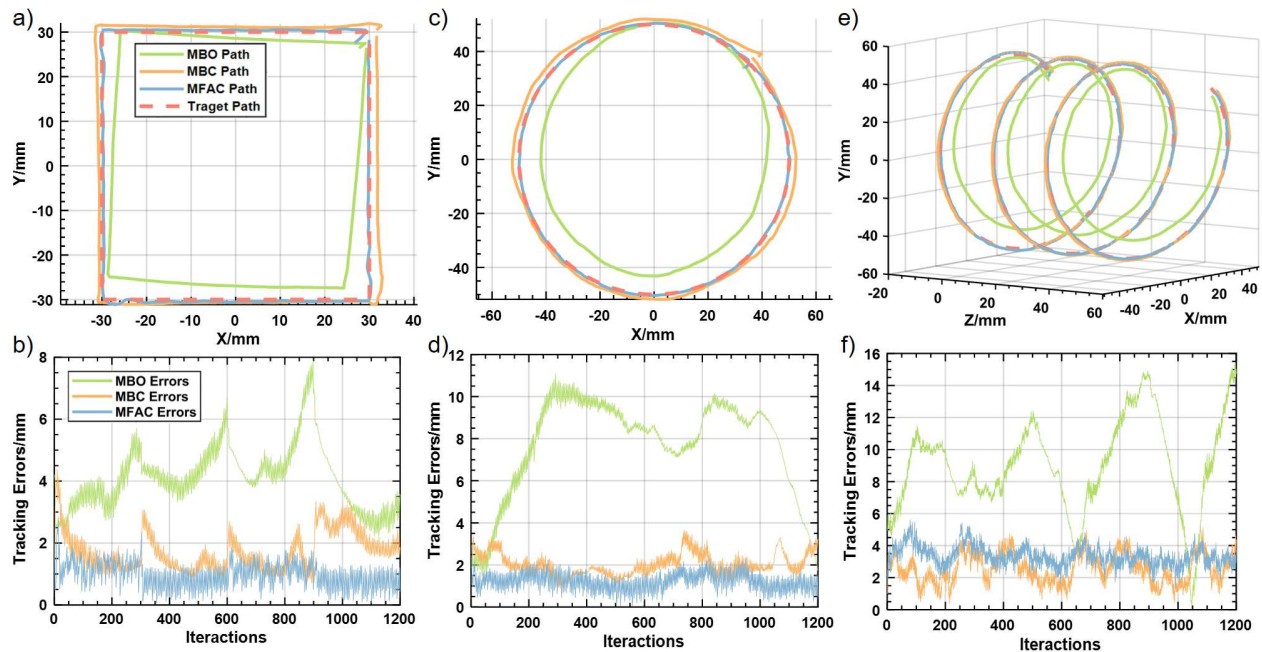 a)
30
20
10
0
-10
-20
-30
Y/mm
-30 -20 -10 0 10 20 30 40
X/mm
MBO Path
MBC Path
MFAC Path
Traget Path
c)
60
40
20
0
-20
-40
Y/mm
-60 -40 -20 0 20 40 60
X/mm
e)
60
40
20
0
-20
-40
-60
Y/mm
-20 0 20 40 60
Z/mm
-40 -20 0 20 40
X/mm
b)
8
6
4
2
0
Tracking Errors/mm
MBO Errors
MBC Errors
MFAC Errors
0 200 400 600 800 1000 1200
Iteractions
d)
12
10
8
6
4
2
0
Tracking Errors/mm
0 200 400 600 800 1000 1200
Iteractions
f)
16
14
12
10
8
6
4
2
0
Tracking Errors/mm
0 200 400 600 800 1000 1200
Iteractions